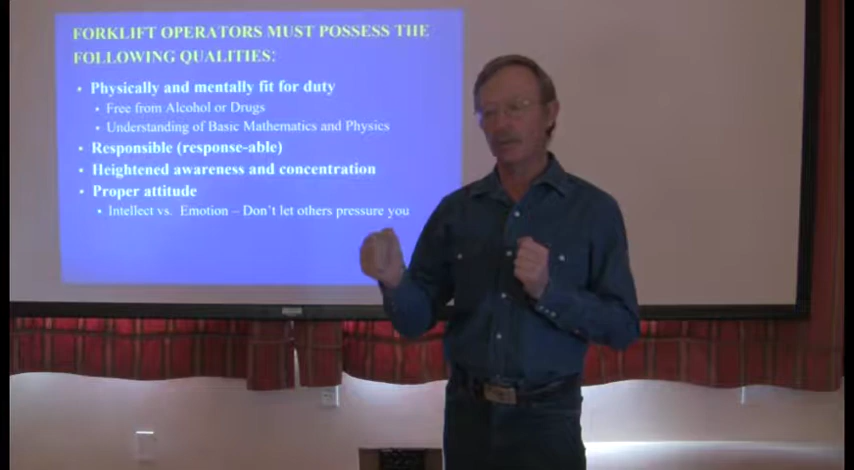 FORKLIFT OPERATORS MUST POSSESS THE
FOLLOWING QUALITIES:
• Physically and mentally fit for duty
• Free from Alcohol or Drugs
• Understanding of Basic Mathematics and Physics
• Responsible (response-able)
• Heightened awareness and concentration
• Proper attitude
• Intellect vs. Emotion – Don't let others pressure you